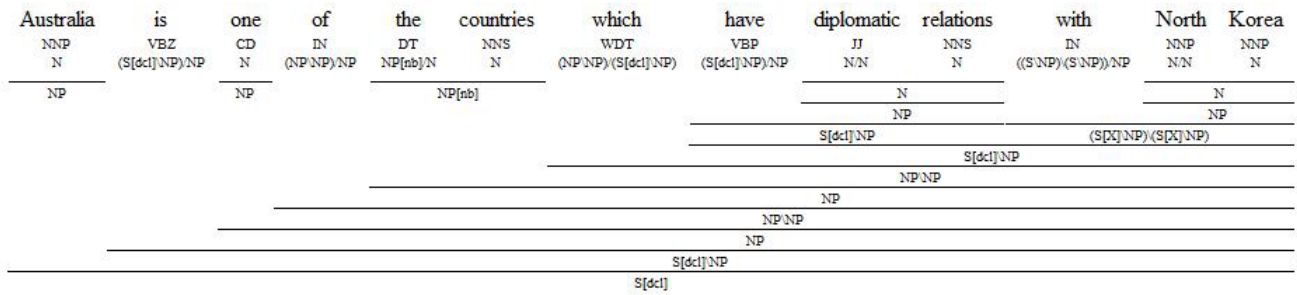 Australia is one of the countries which have diplomatic relations with North Korea
NNP VBZ CD IN DT NNS WDT VBP JJ NNS IN NNP NNP
N (S[dcl]\NP)/NP N (NP\NP)/NP NP[nb]/N N (NP\NP)/(S[dcl]\NP) (S[dcl]\NP)/NP N/N N ((S\NP)\(S\NP))/NP N/N N
NP NP NP[nb] N N
NP NP
S[dcl]\NP (S[X]\NP)\(S[X]\NP)
S[dcl]\NP
NP\NP
NP
NP\NP
NP
S[dcl]\NP
S[dcl]